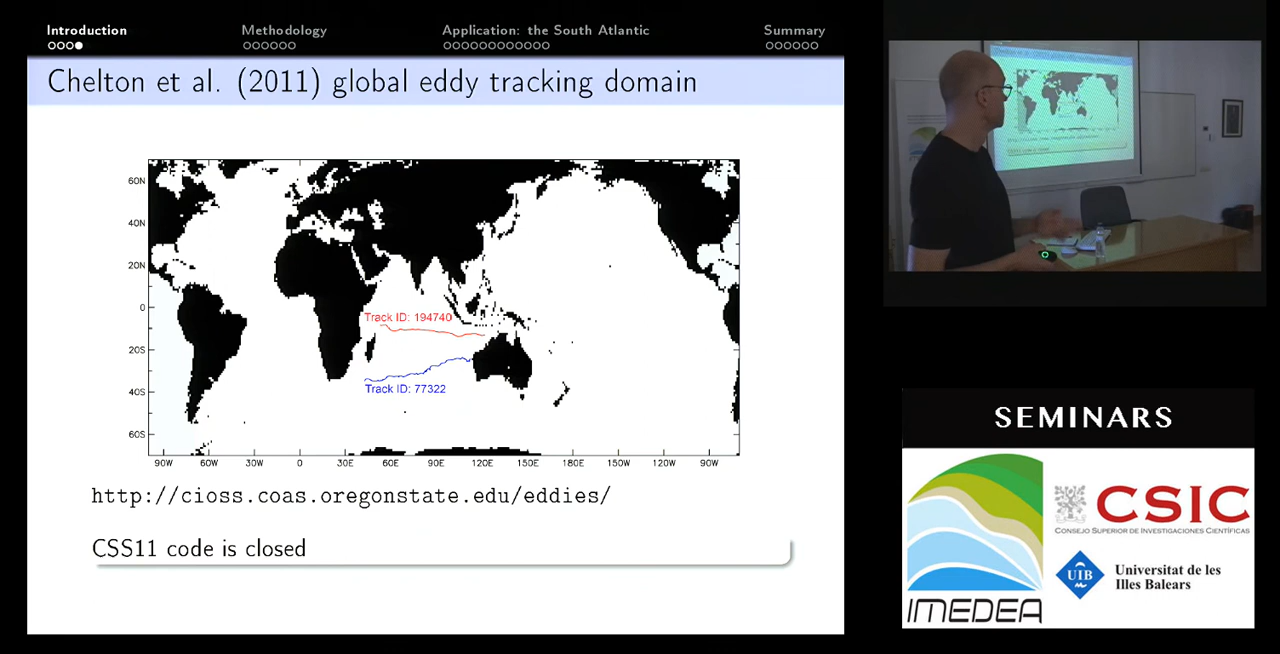 Introduction
Methodology
Application: the South Atlantic
Summary
Chelton et al. (2011) global eddy tracking domain
60N
40N
20N
0
20S
40S
60S
Track ID: 194740
Track ID: 77322
90W 60W 30W 0 30E 60E 90E 120E 150E 180E 150W 120W 90W
http://cioss.coas.oregonstate.edu/eddies/
CSS11 code is closed
SEMINARS
IMEDEA
CSIC
CONSEJO SUPERIOR DE INVESTIGACIONES CIENTÍFICAS
UIB
Universitat de les
Illes Balears